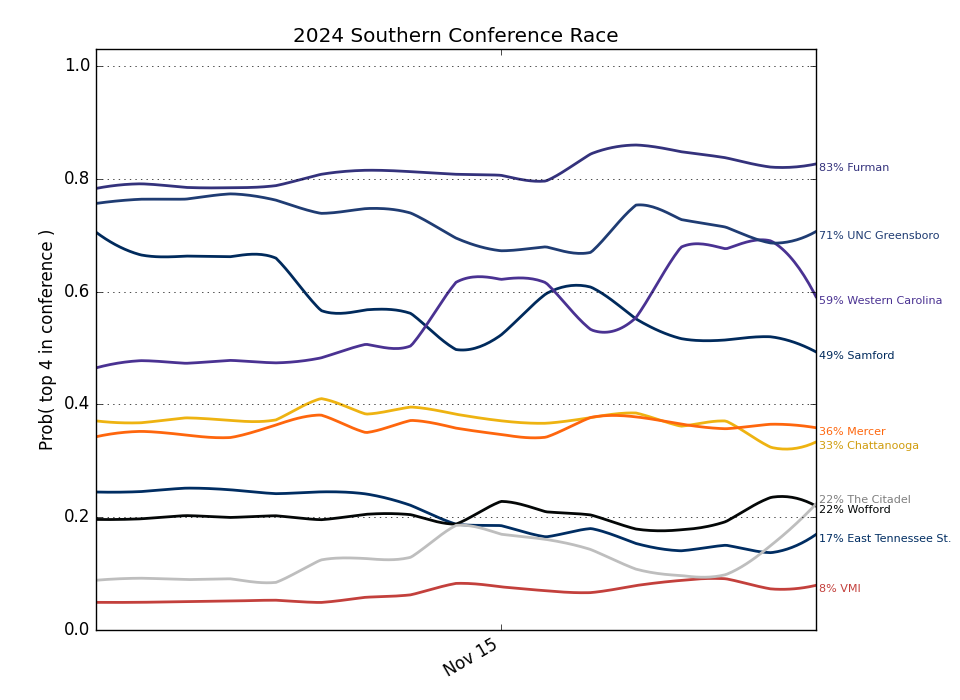 2024 Southern Conference Race
Prob( top 4 in conference )
1.0
0.8
0.6
0.4
0.2
0.0
Nov 15
83% Furman
71% UNC Greensboro
59% Western Carolina
49% Samford
36% Mercer
33% Chattanooga
22% The Citadel
22% Wofford
17% East Tennessee St.
8% VMI